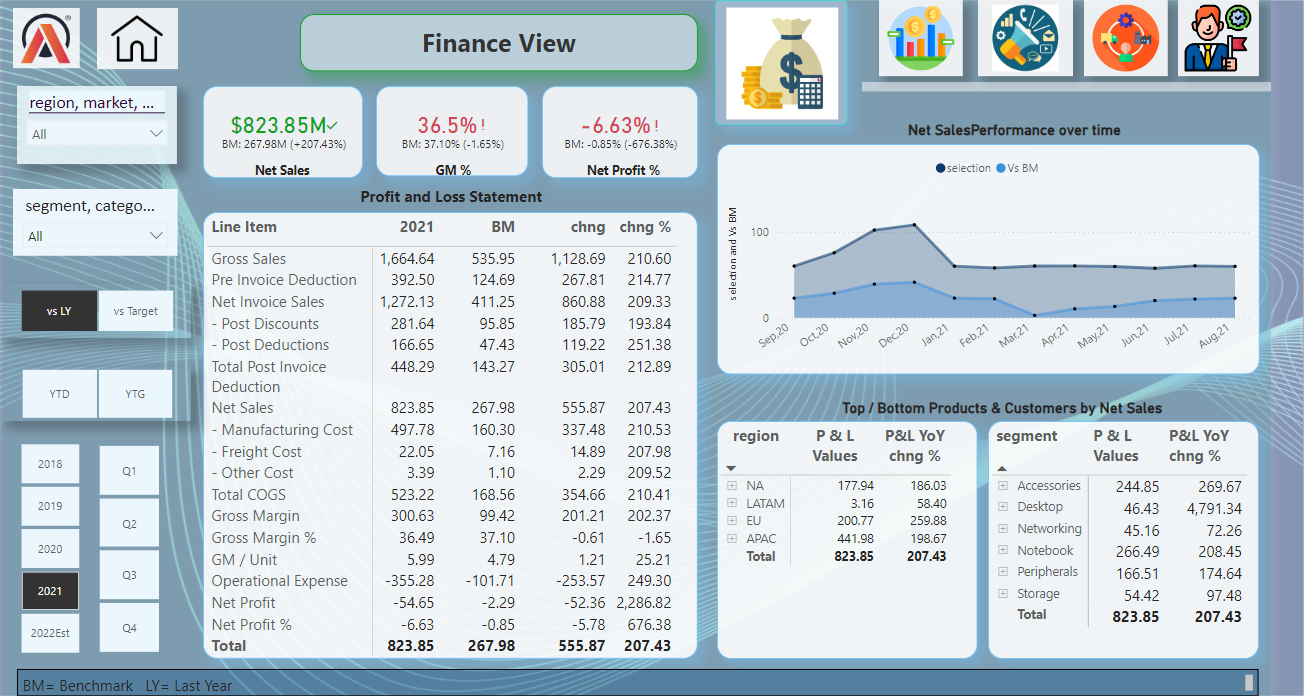 Finance View
region, market, ...
All
segment, catego...
All
vs LY
vs Target
YTD
YTG
2018
2019
2020
2021
2022Est
Q1
Q2
Q3
Q4
$823.85M
BM: 267.98M (+207.43%)
Net Sales
36.5%!
BM: 37.10% (-1.65%)
GM %
-6.63%!
BM: -0.85% (-676.38%)
Net Profit %
Profit and Loss Statement
Line Item 2021 BM chng chng %
Gross Sales 1,664.64 535.95 1,128.69 210.60
Pre Invoice Deduction 392.50 124.69 267.81 214.77
Net Invoice Sales 1,272.13 411.25 860.88 209.33
- Post Discounts 281.64 95.85 185.79 193.84
- Post Deductions 166.65 47.43 119.22 251.38
Total Post Invoice 448.29 143.27 305.01 212.89
Deduction
Net Sales 823.85 267.98 555.87 207.43
- Manufacturing Cost 497.78 160.30 337.48 210.53
- Freight Cost 22.05 7.16 14.89 207.98
- Other Cost 3.39 1.10 2.29 209.52
Total COGS 523.22 168.56 354.66 210.41
Gross Margin 300.63 99.42 201.21 202.37
Gross Margin % 36.49 37.10 -0.61 -1.65
GM / Unit 5.99 4.79 1.21 25.21
Operational Expense -355.28 -101.71 -253.57 249.30
Net Profit -54.65 -2.29 -52.36 2,286.82
Net Profit % -6.63 -0.85 -5.78 676.38
Total 823.85 267.98 555.87 207.43
Net SalesPerformance over time
selection Vs BM
selection and Vs BM
100
0
Sep,20 Oct,20 Nov,20 Dec,20 Jan,21 Feb,21 Mar,21 Apr,21 May,21 Jun,21 Jul,21 Aug,21
Top / Bottom Products & Customers by Net Sales
region P & L P&L YoY
Values chng %
NA 177.94 186.03
LATAM 3.16 58.40
EU 200.77 259.88
APAC 441.98 198.67
Total 823.85 207.43
segment P & L P&L YoY
Values chng %
Accessories 244.85 269.67
Desktop 46.43 4,791.34
Networking 45.16 72.26
Notebook 266.49 208.45
Peripherals 166.51 174.64
Storage 54.42 97.48
Total 823.85 207.43
BM= Benchmark LY= Last Year